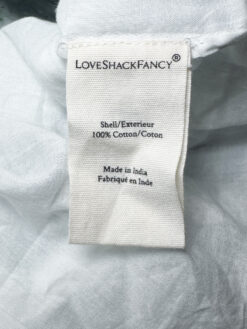 LoveShackFancy®
Shell/Exterieur
100% Cotton/Coton
Made in India
Fabriqué en Inde